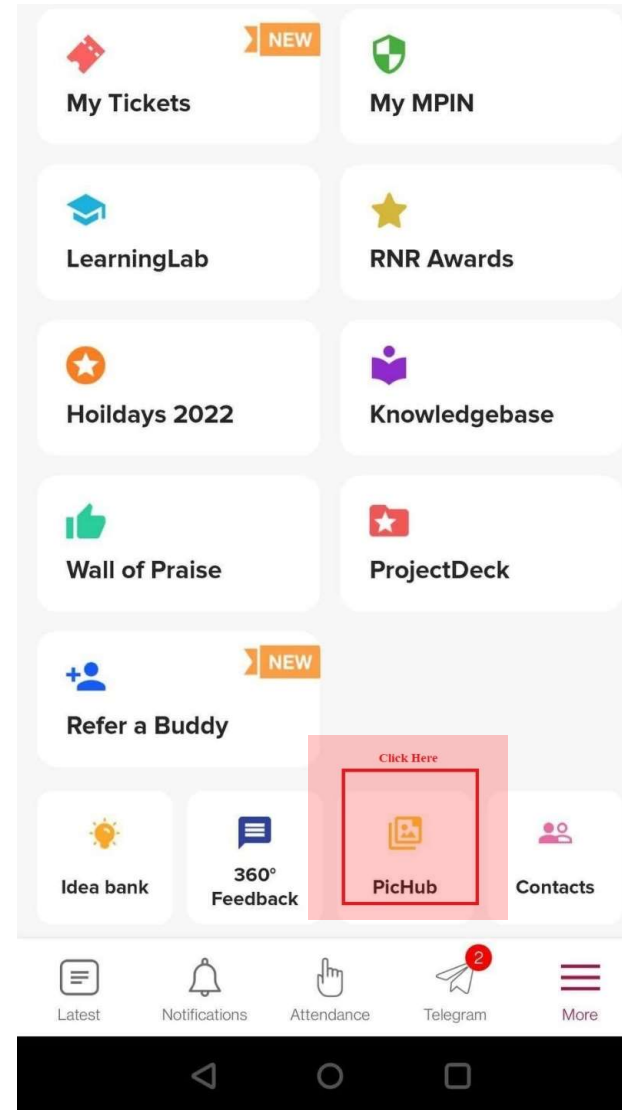 NEW
My Tickets
My MPIN
LearningLab
RNR Awards
Hoildays 2022
Knowledgebase
Wall of Praise
ProjectDeck
NEW
Refer a Buddy
Click Here
Idea bank
360°
Feedback
PicHub
Contacts
2
Latest
Notifications
Attendance
Telegram
More